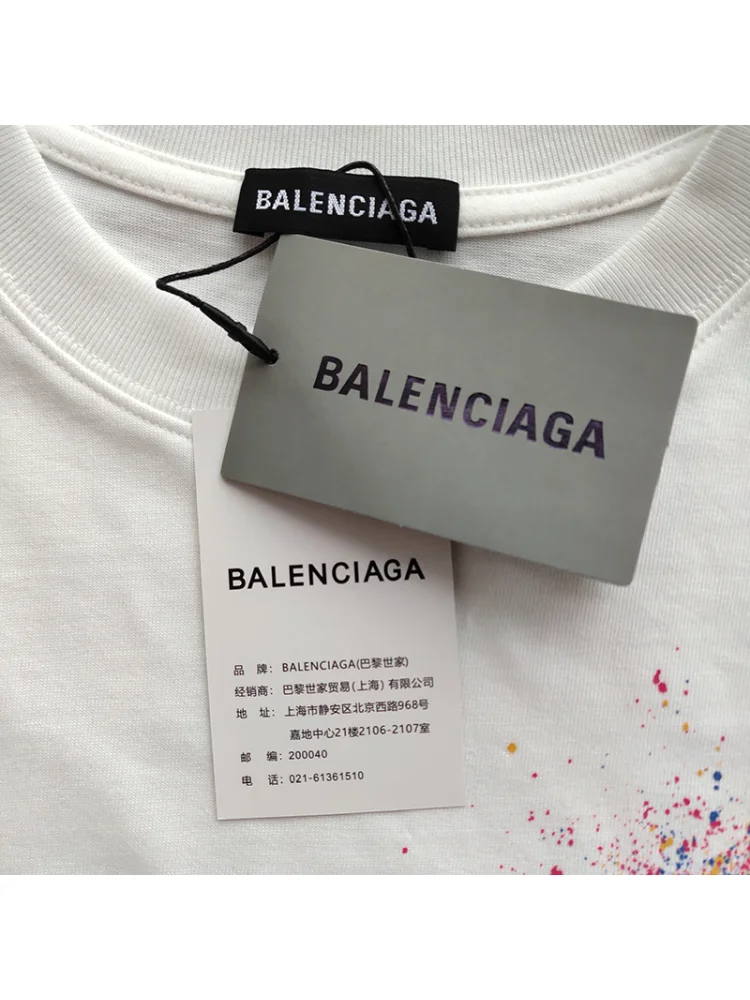 BALENCIAGA
BALENCIAGA
BALENCIAGA
品 牌: BALENCIAGA(巴黎世家)
经销商: 巴黎世家贸易(上海)有限公司
地 址: 上海市静安区北京西路968号
嘉地中心21楼2106-2107室
邮 编: 200040
电 话: 021-61361510